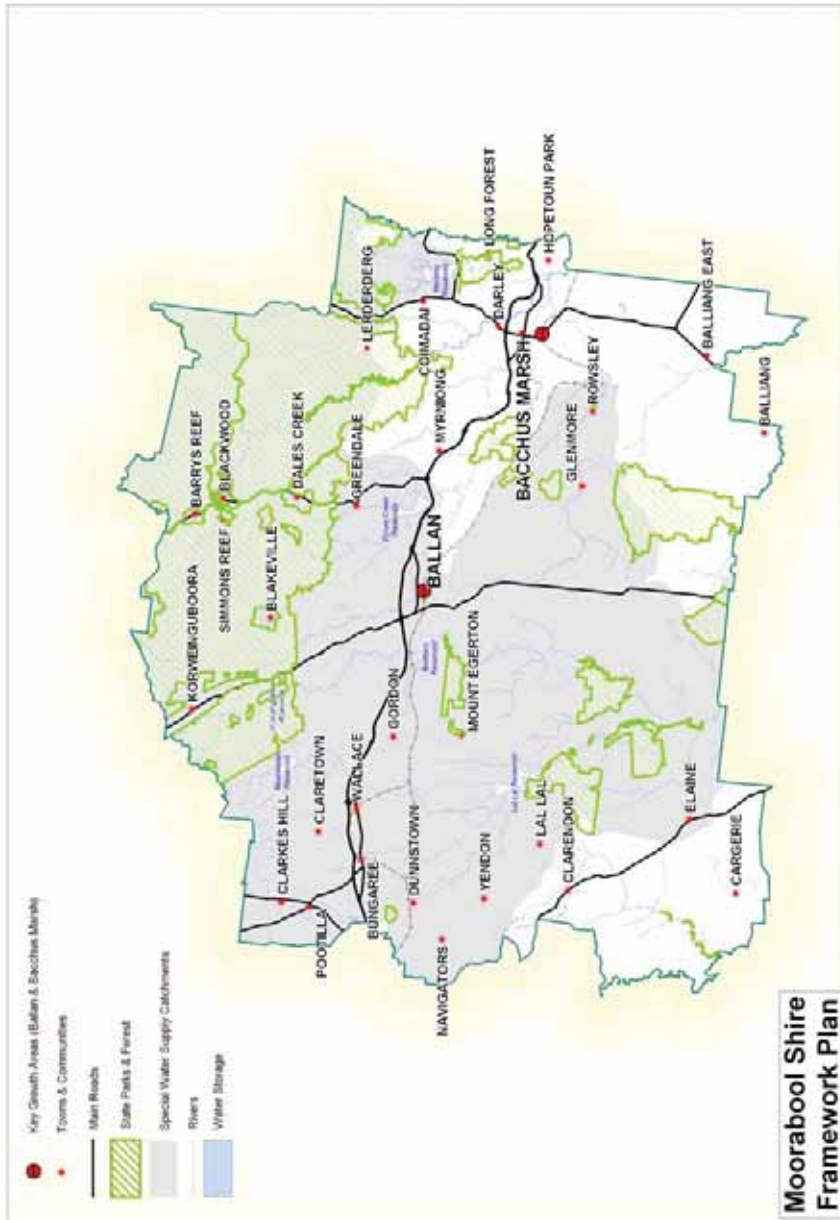 Key Growth Areas (Ballan & Bacchus Marsh)
Towns & Communities
Main Roads
State Parks & Forest
Special Water Supply Catchments
Rivers
Water Storage
KORWEINGUBOORA
BARRYS REEF
SIMMONS REEF
BLACKWOOD
BLAKEVILLE
DALES CREEK
LERDERDERG
CLARKES HILL
CLARETOWN
GREENDALE
POOTILLA
WALLACE
COIMADAI
BUNGAREE
GORDON
BALLAN
MYRNIONG
LONG FOREST
DUNNSTOWN
DARLEY
NAVIGATORS
MOUNT EGERTON
BACCHUS MARSH
HOPETOUN PARK
YENDON
Lal Lal Reservoir
LAL LAL
GLENMORE
ROWSLEY
CLARENDON
ELAINE
BALLIANG EAST
CARGERIE
BALLIANG
Moorabool Shire
Framework Plan